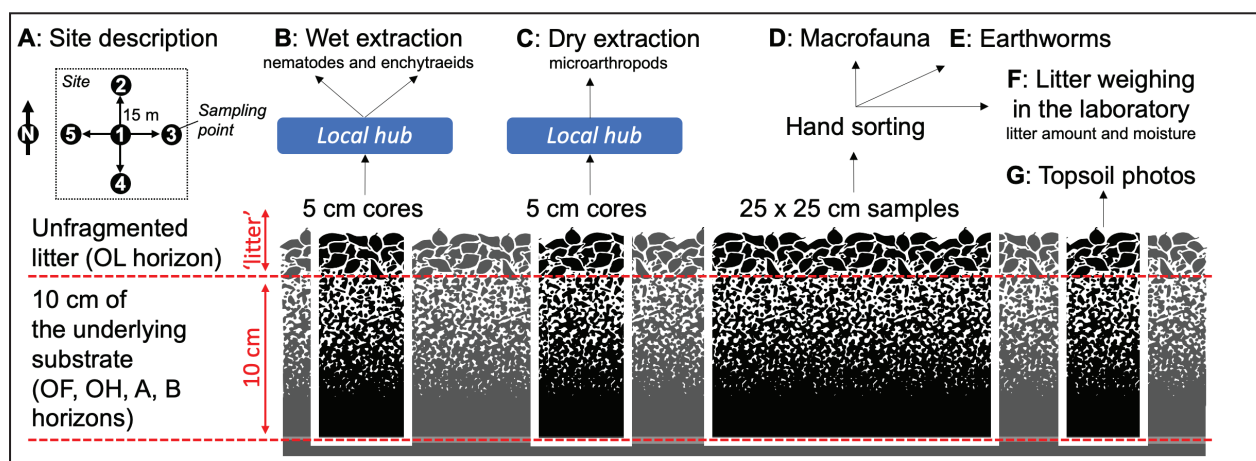 A: Site description
Site
2
15 m
Sampling
point
N
5
1
3
4
B: Wet extraction
nematodes and enchytraeids
Local hub
5 cm cores
C: Dry extraction
microarthropods
Local hub
5 cm cores
D: Macrofauna
E: Earthworms
Hand sorting
25 x 25 cm samples
F: Litter weighing
in the laboratory
litter amount and moisture
G: Topsoil photos
Unfragmented
litter (OL horizon)
'litter'
10 cm of
the underlying
substrate
(OF, OH, A, B
horizons)
10 cm